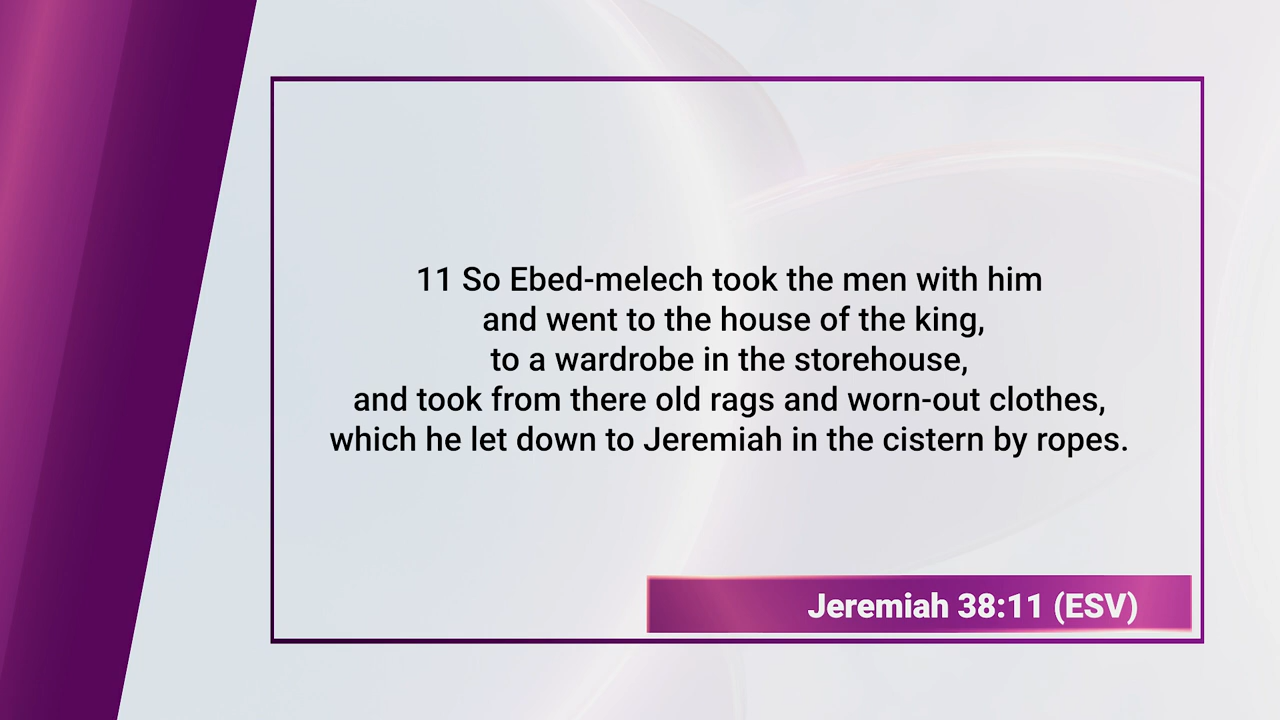 11 So Ebed-melech took the men with him
and went to the house of the king,
to a wardrobe in the storehouse,
and took from there old rags and worn-out clothes,
which he let down to Jeremiah in the cistern by ropes.
Jeremiah 38:11 (ESV)